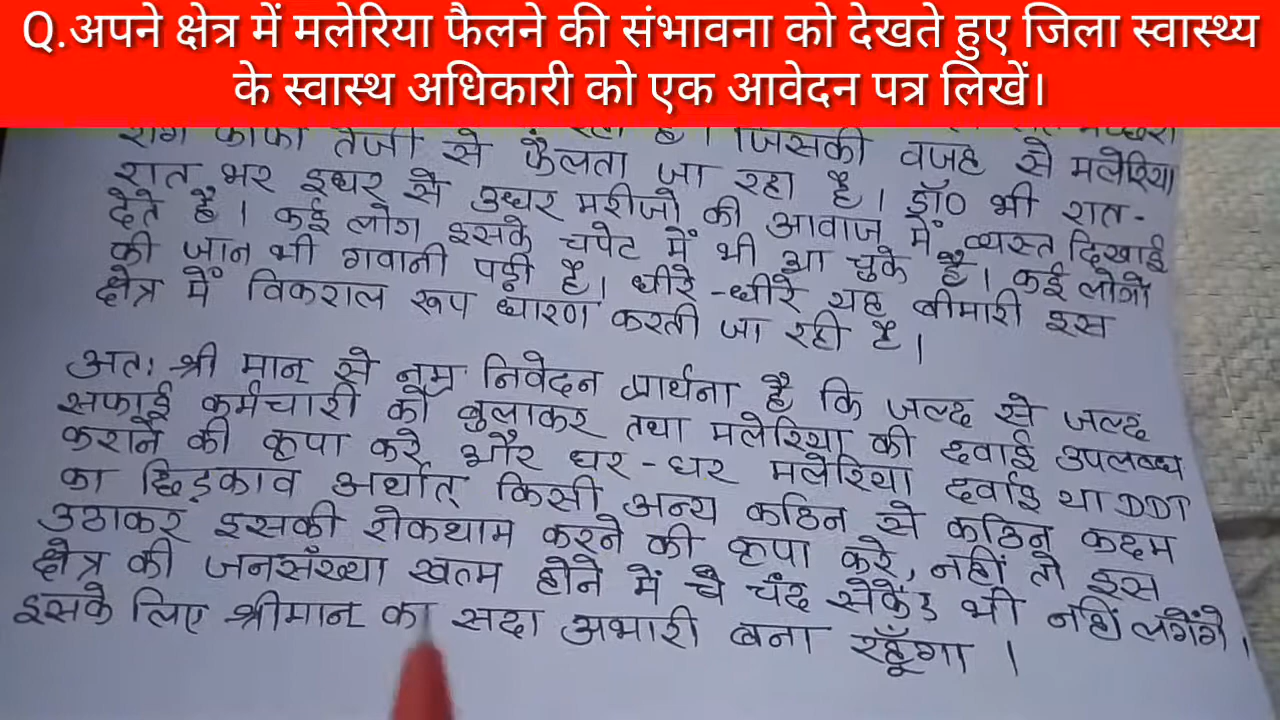 Q.अपने क्षेत्र में मलेरिया फैलने की संभावना को देखते हुए जिला स्वास्थ्य
के स्वास्थ अधिकारी को एक आवेदन पत्र लिखें।
रोग काफी तेजी से फैलता जा रहा है। जिसकी वजह से मलेरिया
रात भर इधर से उधर मरीजों की आवाज में व्यस्त दिखाई
देते है। कई लोग इसके चपेट में भी आ चुके है। कई लोगों
की जान भी गवानी पड़ी है। धीरे-धीरे यह बीमारी इस
क्षेत्र में विकराल रूप धारण करती जा रही है।
अतः श्री मान् से नम्र निवेदन प्रार्थना है कि जल्द से जल्द
सफाई कर्मचारी को बुलाकर तथा मलेरिया की दवाई उपलब्ध
कराने की कृपा करे और घर-घर मलेरिया दवाई या DDT
का छिड़काव अर्थात् किसी अन्य कठिन से कठिन कदम
उठाकर इसकी रोकथाम करने की कृपा करे, नहीं तो इस
क्षेत्र की जनसंख्या खत्म होने में चे चंद सेकेंड भी नहीं लगेंगे।
इसके लिए श्रीमान का सदा अभारी बना रहूँगा।